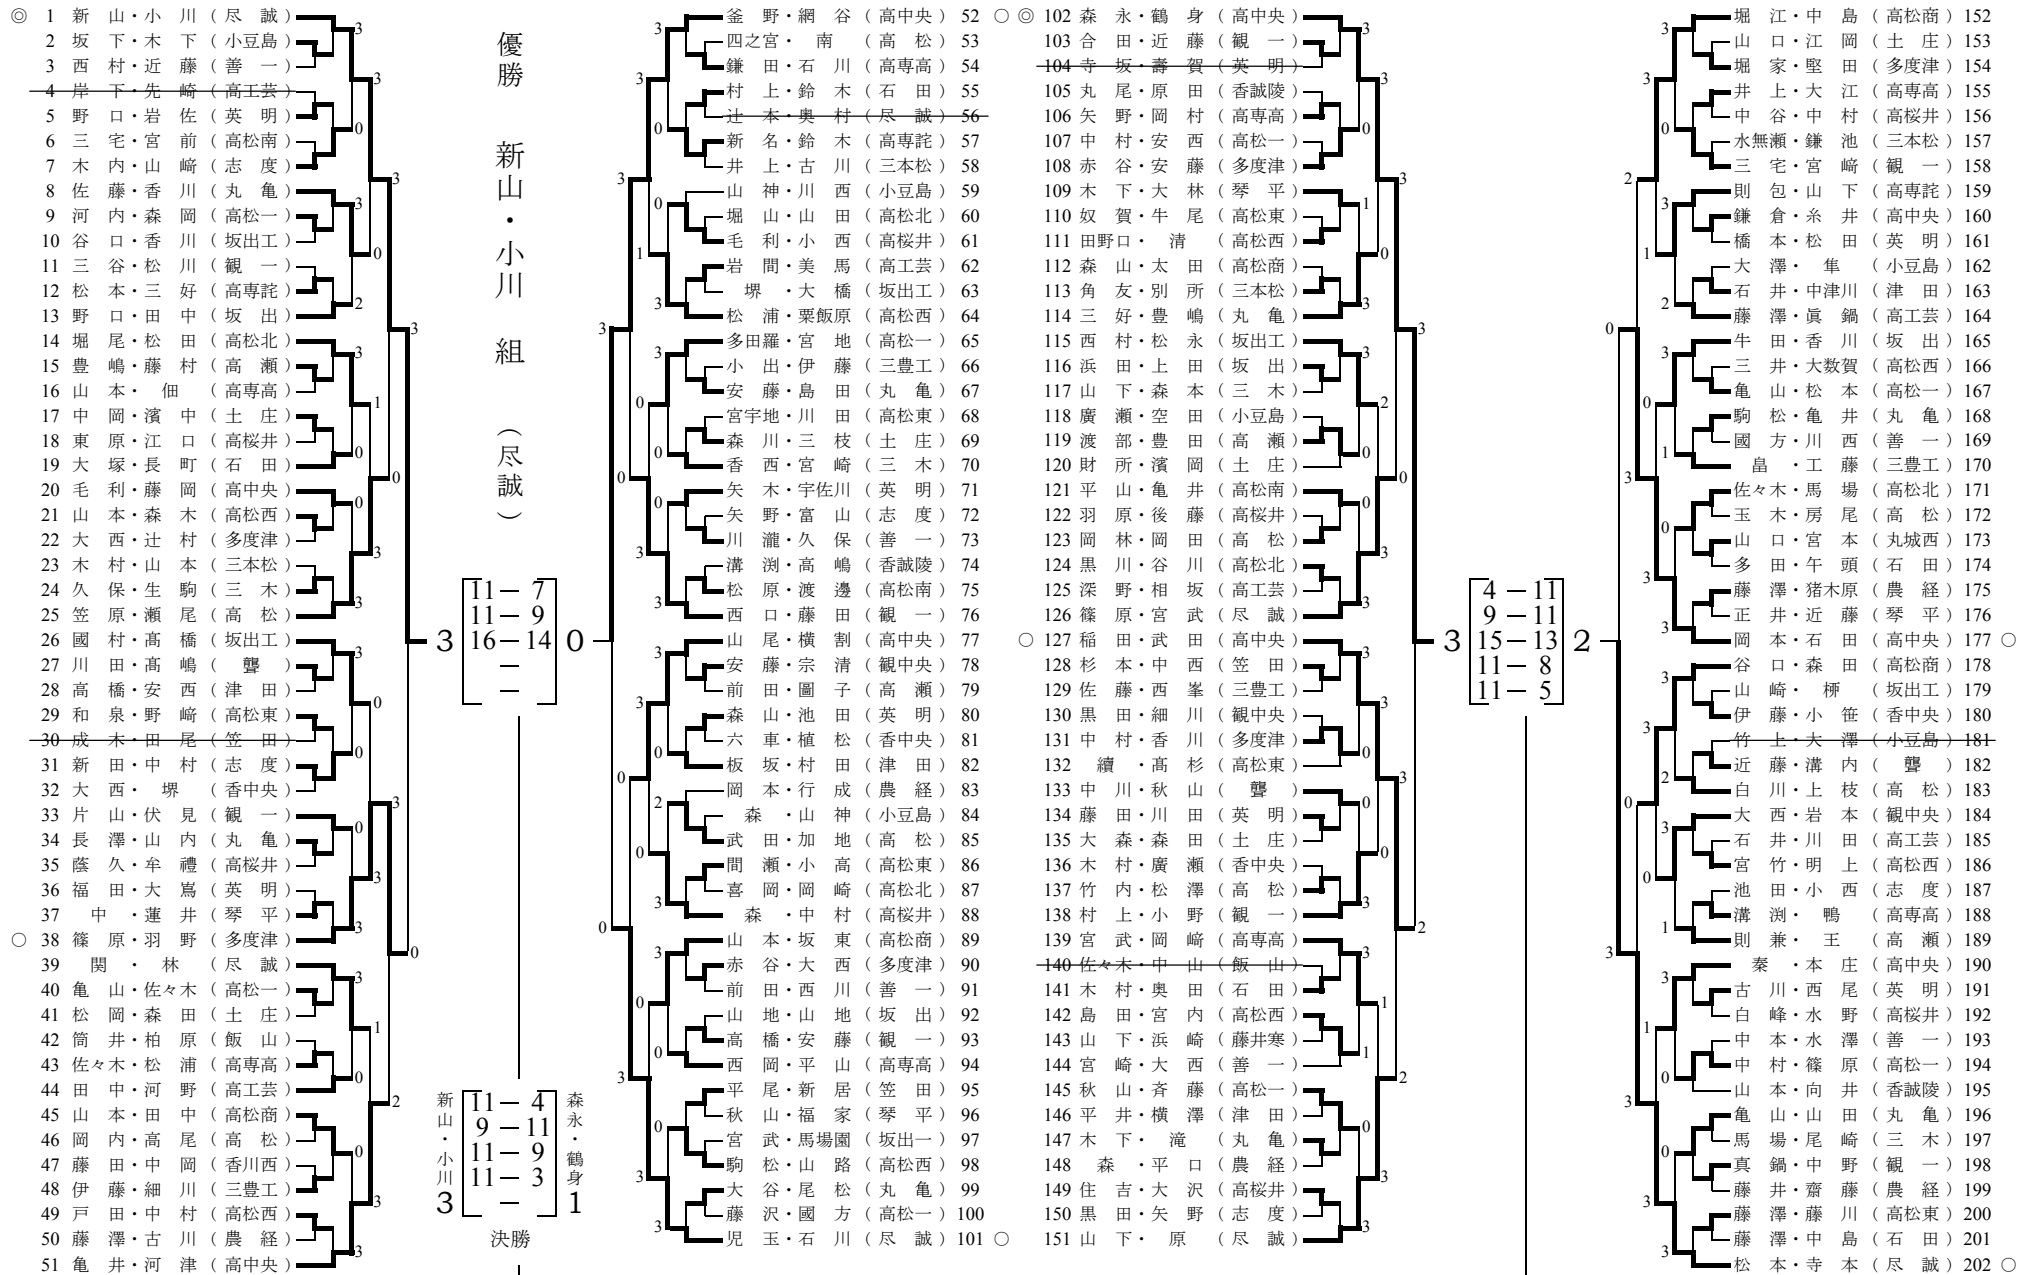 ◎ 1 新山・小川 (尽誠)
2 坂下・木下 (小豆島)
3 西村・近藤 (善一)
4 岸下・先崎 (高工芸)
5 野口・岩佐 (英明)
6 三宅・宮前 (高松南)
7 木内・山﨑 (志度)
8 佐藤・香川 (丸亀)
9 河内・森岡 (高松一)
10 谷口・香川 (坂出工)
11 三谷・松川 (観一)
12 松本・三好 (高専詫)
13 野口・田中 (坂出)
14 堀尾・松田 (高松北)
15 豊嶋・藤村 (高瀬)
16 山本・佃 (高専高)
17 中岡・濱中 (土庄)
18 東原・江口 (高桜井)
19 大塚・長町 (石田)
20 毛利・藤岡 (高中央)
21 山本・森木 (高松西)
22 大西・辻村 (多度津)
23 木村・山本 (三本松)
24 久保・生駒 (三木)
25 笠原・瀬尾 (高松)
26 國村・髙橋 (坂出工)
27 川田・髙嶋 (聾)
28 高橋・安西 (津田)
29 和泉・野﨑 (高松東)
30 成木・田尾 (笠田)
31 新田・中村 (志度)
32 大西・堺 (香中央)
33 片山・伏見 (観一)
34 長澤・山内 (丸亀)
35 蔭久・牟禮 (高桜井)
36 福田・大嶌 (英明)
37 中・蓮井 (琴平)
○ 38 篠原・羽野 (多度津)
39 関・林 (尽誠)
40 亀山・佐々木 (高松一)
41 松岡・森田 (土庄)
42 筒井・柏原 (飯山)
43 佐々木・松浦 (高専高)
44 田中・河野 (高工芸)
45 山本・田中 (高松商)
46 岡内・高尾 (高松)
47 藤田・中岡 (香川西)
48 伊藤・細川 (三豊工)
49 戸田・中村 (高松西)
50 藤澤・古川 (農経)
51 亀井・河津 (高中央)
優勝 新山・小川 組 (尽誠)
3 0
11 ー 7
11 ー 9
16 ー 14
ー
ー
新山・小川 3
11 ー 4
9 ー 11
11 ー 9
11 ー 3
ー
森永・鶴身 1
決勝
釜野・網谷 (高中央) 52 ○
四之宮・南 (高松) 53
鎌田・石川 (高専高) 54
村上・鈴木 (石田) 55
辻本・奥村 (尽誠) 56
新名・鈴木 (高専詫) 57
井上・古川 (三本松) 58
山神・川西 (小豆島) 59
堀山・山田 (高松北) 60
毛利・小西 (高桜井) 61
岩間・美馬 (高工芸) 62
堺・大橋 (坂出工) 63
松浦・粟飯原 (高松西) 64
多田羅・宮地 (高松一) 65
小出・伊藤 (三豊工) 66
安藤・島田 (丸亀) 67
宮宇地・川田 (高松東) 68
森川・三枝 (土庄) 69
香西・宮崎 (三木) 70
矢木・宇佐川 (英明) 71
矢野・富山 (志度) 72
川瀧・久保 (善一) 73
溝渕・高嶋 (香誠陵) 74
松原・渡邊 (高松南) 75
西口・藤田 (観一) 76
山尾・横割 (高中央) 77
安藤・宗清 (観中央) 78
前田・圖子 (高瀬) 79
森山・池田 (英明) 80
六車・植松 (香中央) 81
板坂・村田 (津田) 82
岡本・行成 (農経) 83
森・山神 (小豆島) 84
武田・加地 (高松) 85
間瀬・小高 (高松東) 86
喜岡・岡崎 (高松北) 87
森・中村 (高桜井) 88
山本・坂東 (高松商) 89
赤谷・大西 (多度津) 90
前田・西川 (善一) 91
山地・山地 (坂出) 92
高橋・安藤 (観一) 93
西岡・平山 (高専高) 94
平尾・新居 (笠田) 95
秋山・福家 (琴平) 96
宮武・馬場園 (坂出一) 97
駒松・山路 (高松西) 98
大谷・尾松 (丸亀) 99
藤沢・國方 (高松一) 100
児玉・石川 (尽誠) 101 ○
◎ 102 森永・鶴身 (高中央)
103 合田・近藤 (観一)
104 寺坂・壽賀 (英明)
105 丸尾・原田 (香誠陵)
106 矢野・岡村 (高専高)
107 中村・安西 (高松一)
108 赤谷・安藤 (多度津)
109 木下・大林 (琴平)
110 奴賀・牛尾 (高松東)
111 田野口・清 (高松西)
112 森山・太田 (高松商)
113 角友・別所 (三本松)
114 三好・豊嶋 (丸亀)
115 西村・松永 (坂出工)
116 浜田・上田 (坂出)
117 山下・森本 (三木)
118 廣瀬・空田 (小豆島)
119 渡部・豊田 (高瀬)
120 財所・濱岡 (土庄)
121 平山・亀井 (高松南)
122 羽原・後藤 (高桜井)
123 岡林・岡田 (高松)
124 黒川・谷川 (高松北)
125 深野・相坂 (高工芸)
126 篠原・宮武 (尽誠)
○ 127 稲田・武田 (高中央)
128 杉本・中西 (笠田)
129 佐藤・西峯 (三豊工)
130 黒田・細川 (観中央)
131 中村・香川 (多度津)
132 續・髙杉 (高松東)
133 中川・秋山 (聾)
134 藤田・川田 (英明)
135 大森・森田 (土庄)
136 木村・廣瀬 (香中央)
137 竹内・松澤 (高松)
138 村上・小野 (観一)
139 宮武・岡﨑 (高専高)
140 佐々木・中山 (飯山)
141 木村・奥田 (石田)
142 島田・宮内 (高松西)
143 山下・浜崎 (藤井寒)
144 宮崎・大西 (善一)
145 秋山・斉藤 (高松一)
146 平井・横澤 (津田)
147 木下・滝 (丸亀)
148 森・平口 (農経)
149 住吉・大沢 (高桜井)
150 黒田・矢野 (志度)
151 山下・原 (尽誠)
3 2
4 ー 11
9 ー 11
15 ー 13
11 ー 8
11 ー 5
堀江・中島 (高松商) 152
山口・江岡 (土庄) 153
堀家・堅田 (多度津) 154
井上・大江 (高専高) 155
中谷・中村 (高桜井) 156
水無瀬・鎌池 (三本松) 157
三宅・宮﨑 (観一) 158
則包・山下 (高専詫) 159
鎌倉・糸井 (高中央) 160
橋本・松田 (英明) 161
大澤・隼 (小豆島) 162
石井・中津川 (津田) 163
藤澤・眞鍋 (高工芸) 164
牛田・香川 (坂出) 165
三井・大数賀 (高松西) 166
亀山・松本 (高松一) 167
駒松・亀井 (丸亀) 168
國方・川西 (善一) 169
畠・工藤 (三豊工) 170
佐々木・馬場 (高松北) 171
玉木・房尾 (高松) 172
山口・宮本 (丸城西) 173
多田・午頭 (石田) 174
藤澤・猪木原 (農経) 175
正井・近藤 (琴平) 176
岡本・石田 (高中央) 177 ○
谷口・森田 (高松商) 178
山崎・栁 (坂出工) 179
伊藤・小笹 (香中央) 180
竹上・大澤 (小豆島) 181
近藤・溝内 (聾) 182
白川・上枝 (高松) 183
大西・岩本 (観中央) 184
石井・川田 (高工芸) 185
宮竹・明上 (高松西) 186
池田・小西 (志度) 187
溝渕・鴨 (高専高) 188
則兼・王 (高瀬) 189
秦・本庄 (高中央) 190
古川・西尾 (英明) 191
白峰・水野 (高桜井) 192
中本・水澤 (善一) 193
中村・篠原 (高松一) 194
山本・向井 (香誠陵) 195
亀山・山田 (丸亀) 196
馬場・尾崎 (三木) 197
真鍋・中野 (観一) 198
藤井・齋藤 (農経) 199
藤澤・藤川 (高松東) 200
藤澤・中島 (石田) 201
松本・寺本 (尽誠) 202 ○